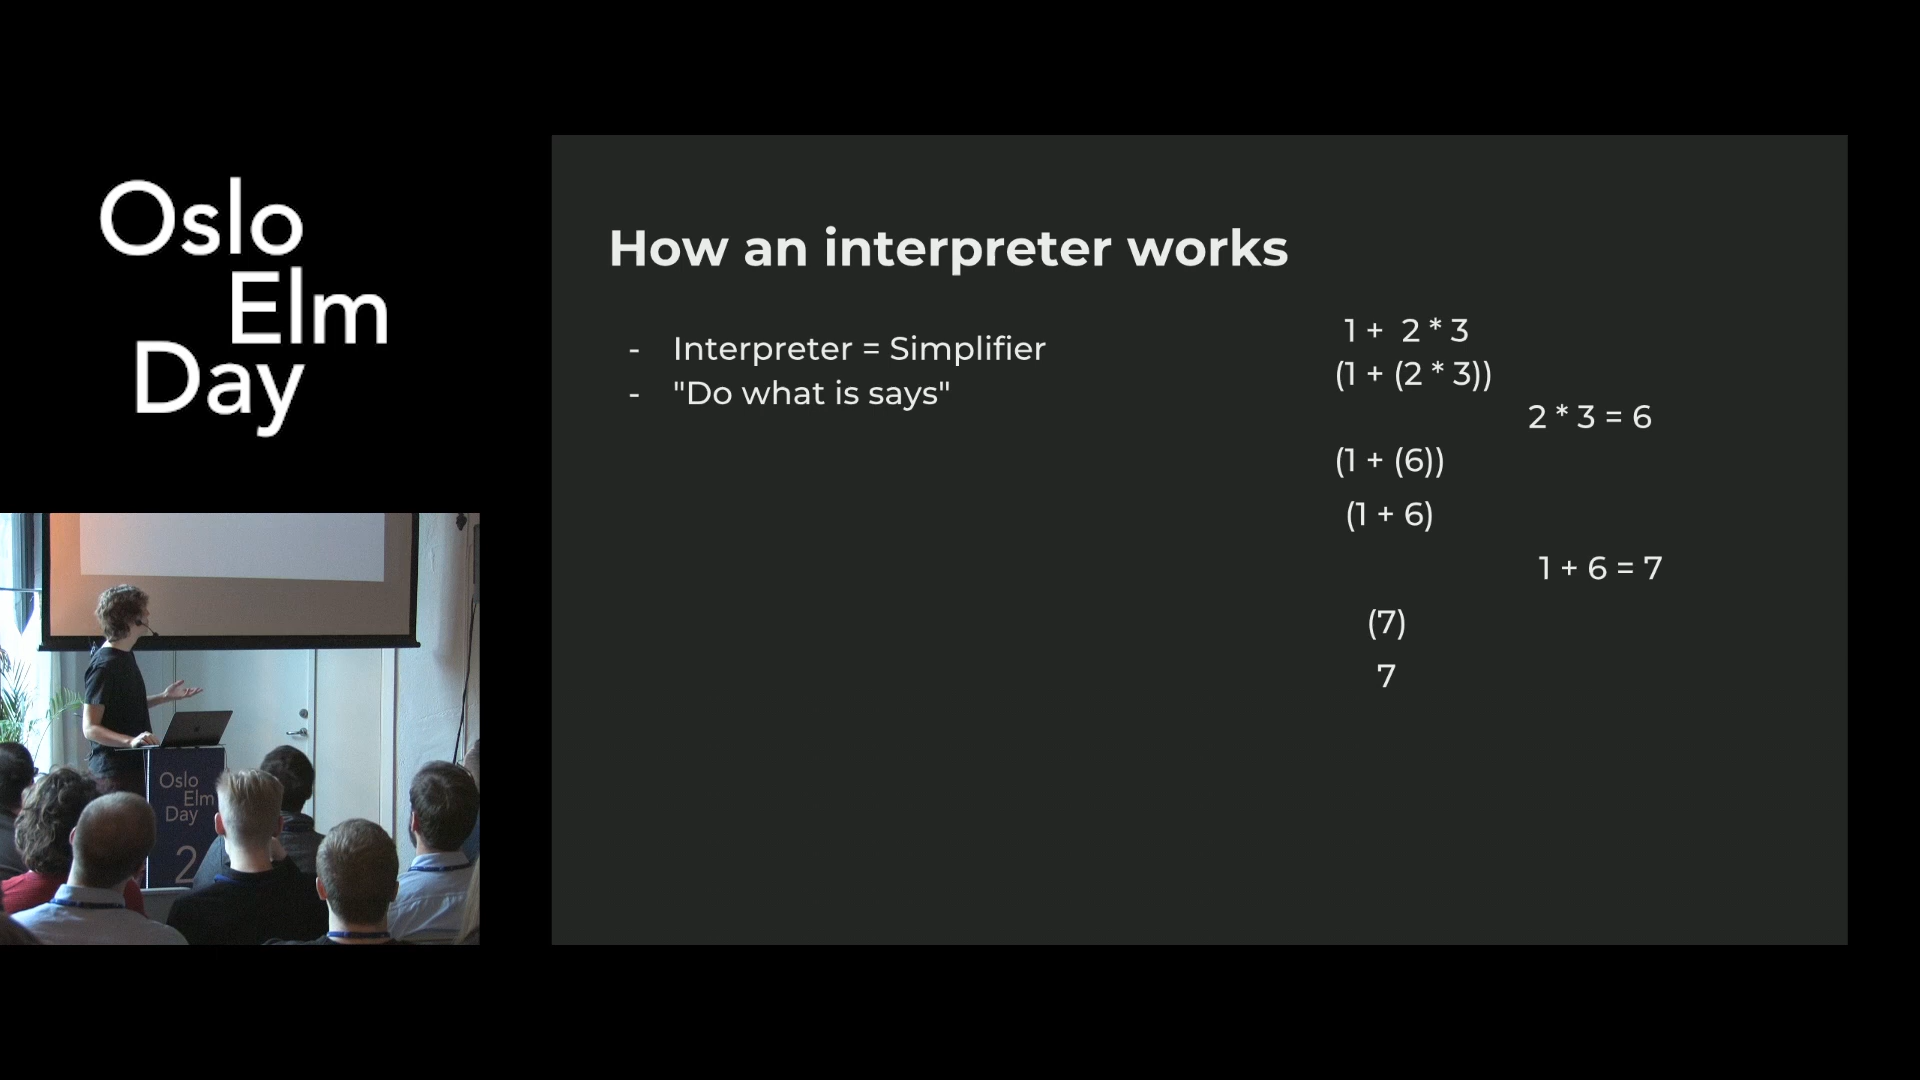 Oslo
Elm
Day
How an interpreter works
- Interpreter = Simplifier
- "Do what is says"
1 + 2 * 3
(1 + (2 * 3))
2 * 3 = 6
(1 + (6))
(1 + 6)
1 + 6 = 7
(7)
7
Oslo
Elm
Day
2